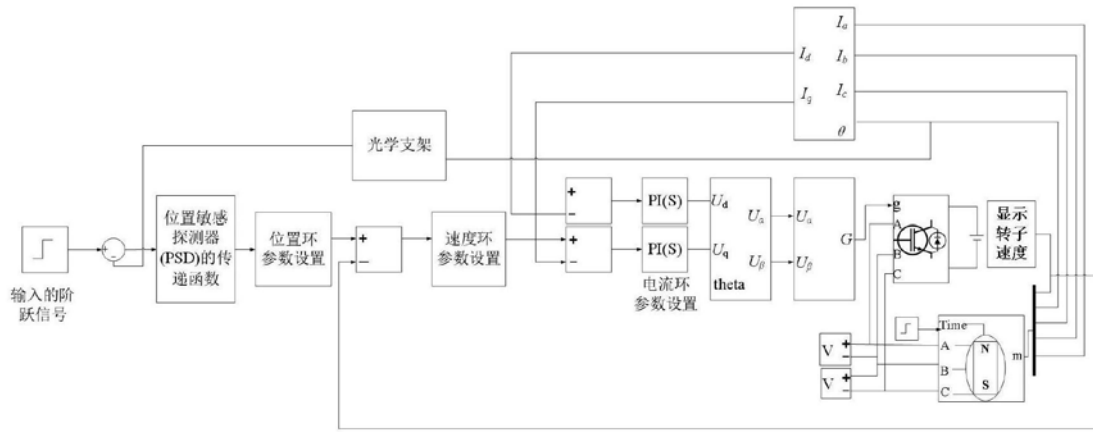 I_a
I_d
I_b
I_q
I_c
θ
光学支架
+
−
PI(S)
U_d
U_α
U_α
g
显示
转子
速度
位置敏感
探测器
(PSD)的传
递函数
位置环
参数设置
+
−
速度环
参数设置
+
−
PI(S)
U_q
U_β
U_β
G
A
B
C
theta
电流环
参数设置
输入的阶
跃信号
-
Time
V
+
−
A
N
m
V
+
−
B
S
C